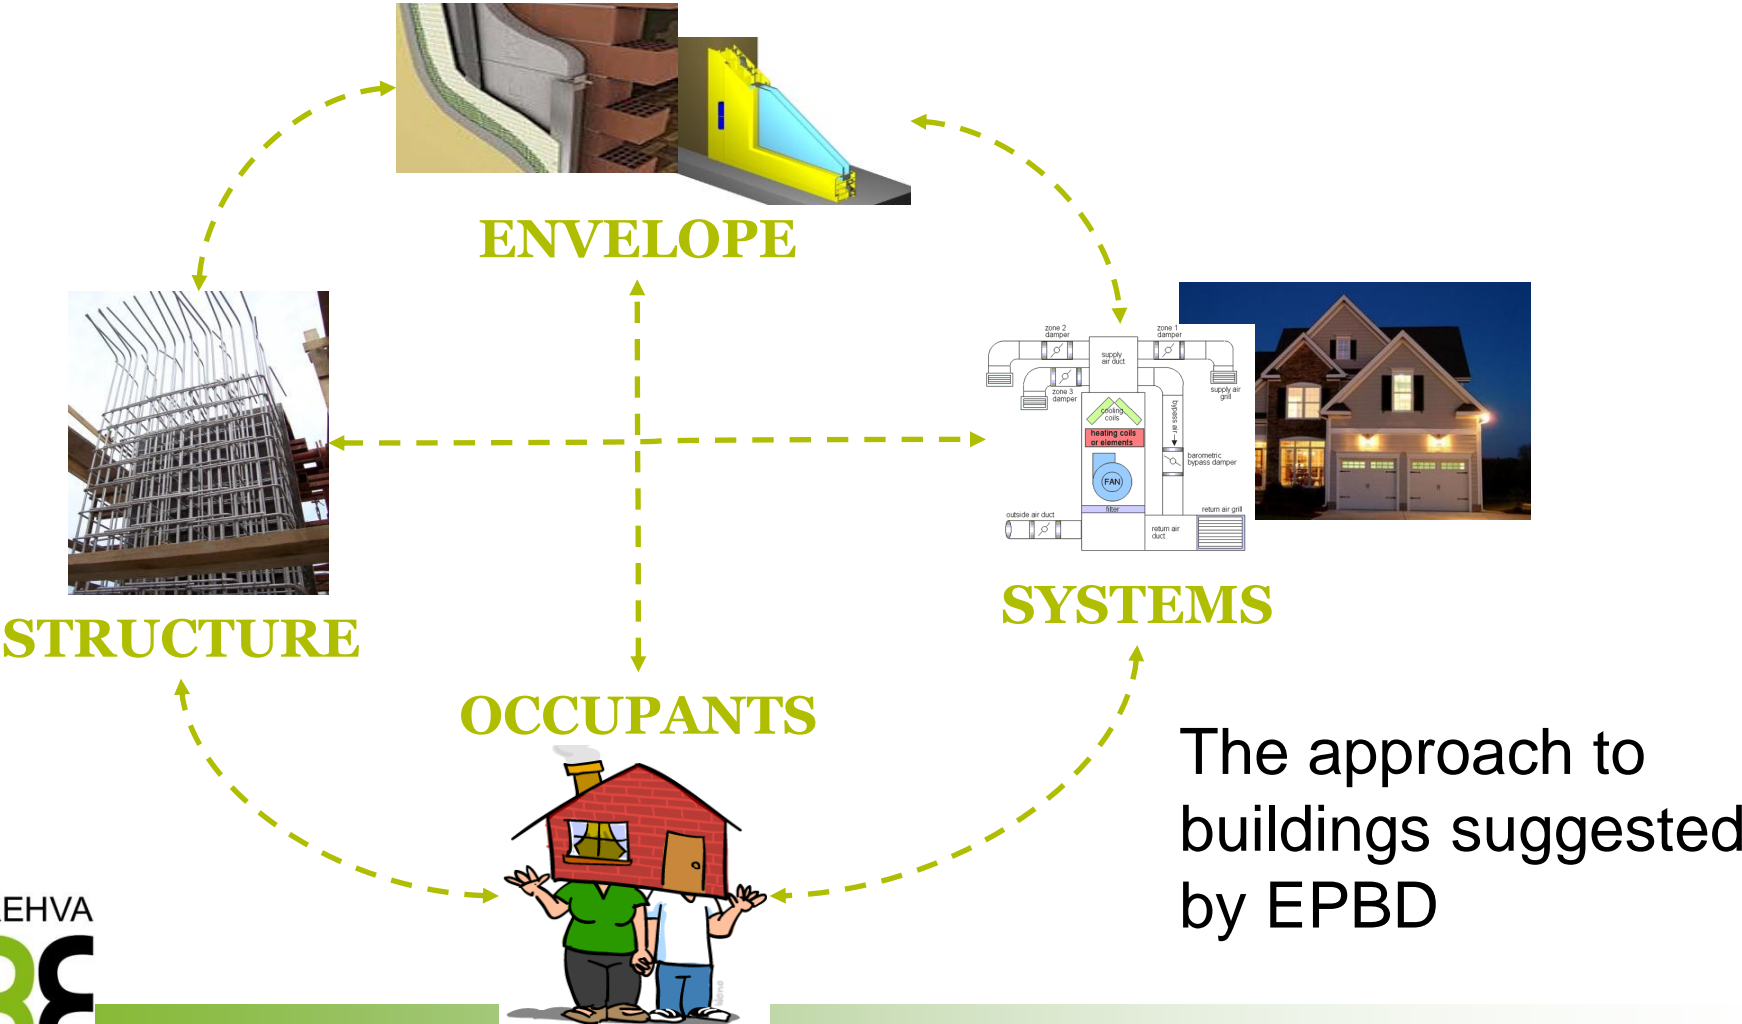 ENVELOPE
zone 2
damper
zone 1
damper
supply
air duct
zone 3
damper
supply air
grill
cooling
coils
bypass air
heating coils
or elements
barometric
bypass damper
FAN
filter
outside air duct
return air grill
return air
duct
SYSTEMS
STRUCTURE
OCCUPANTS
The approach to
buildings suggested
by EPBD
EHVA